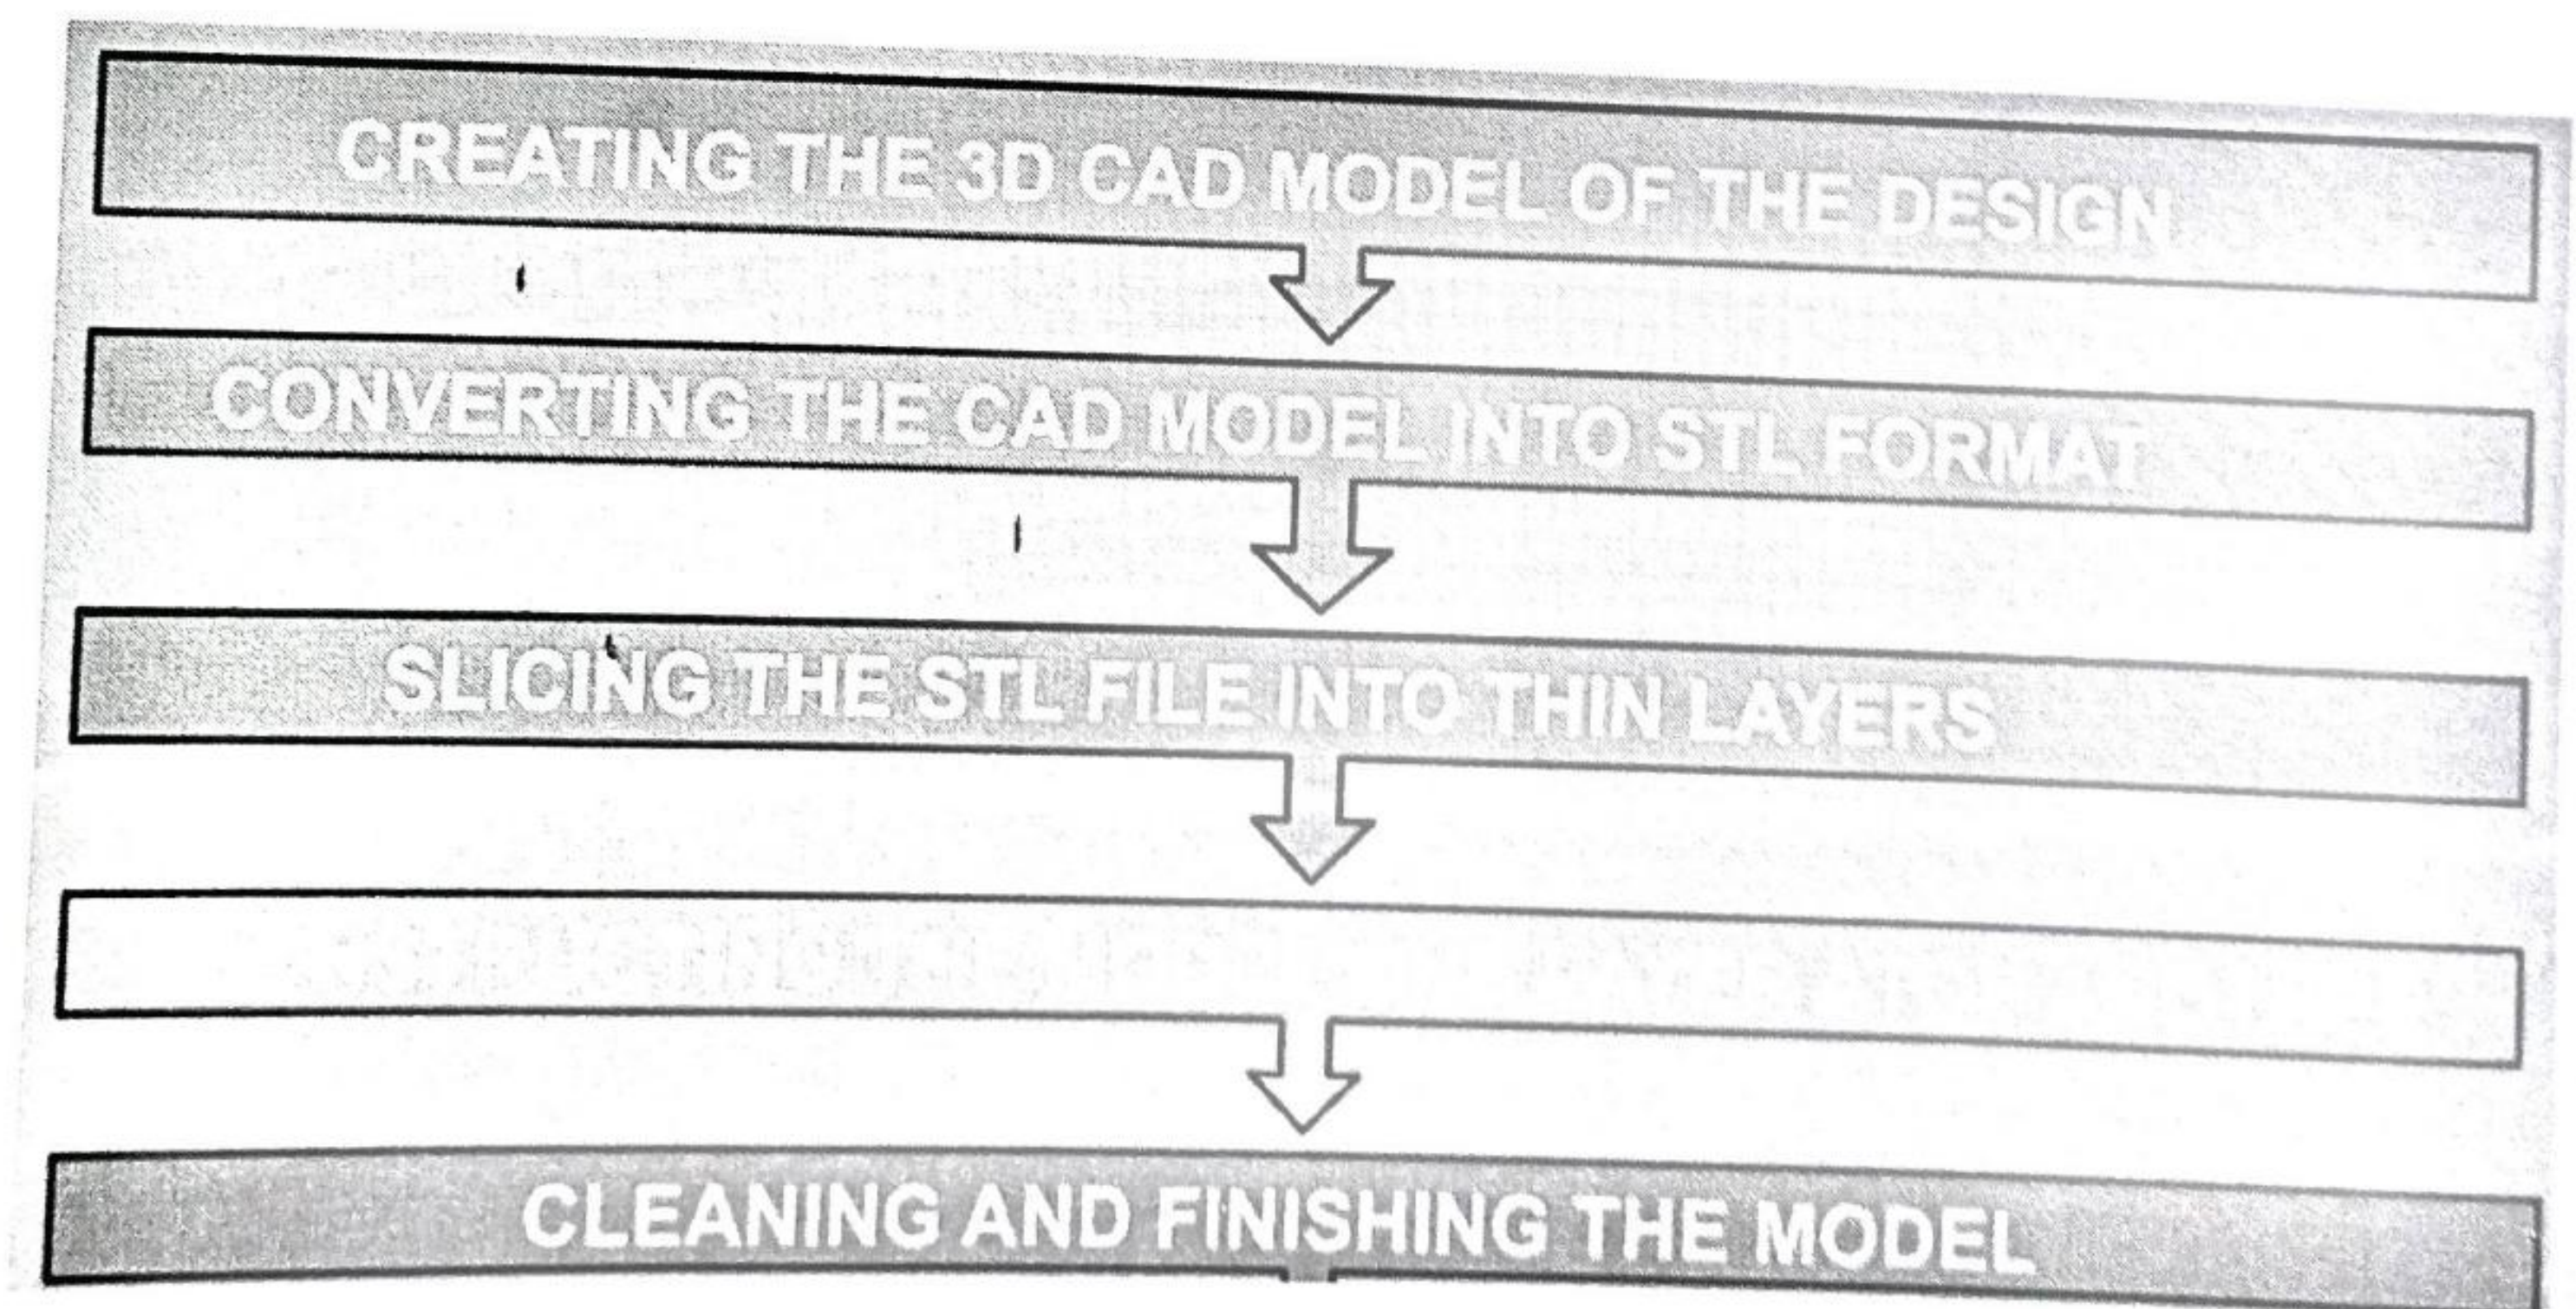 CREATING THE 3D CAD MODEL OF THE DESIGN
CONVERTING THE CAD MODEL INTO STL FORMAT
SLICING THE STL FILE INTO THIN LAYERS
CLEANING AND FINISHING THE MODEL